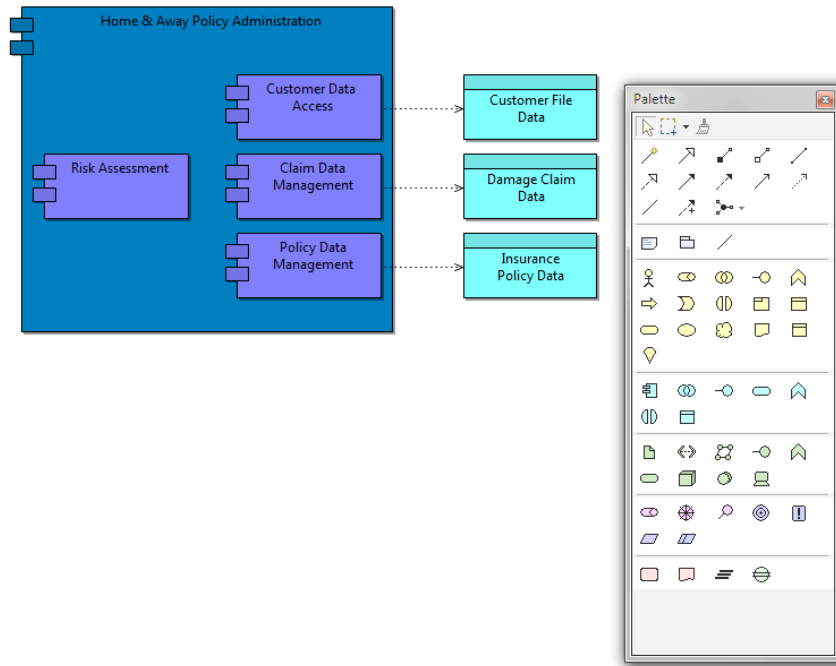 Home & Away Policy Administration
Customer Data
Access
Customer File
Data
Risk Assessment
Claim Data
Management
Damage Claim
Data
Policy Data
Management
Insurance
Policy Data
Palette